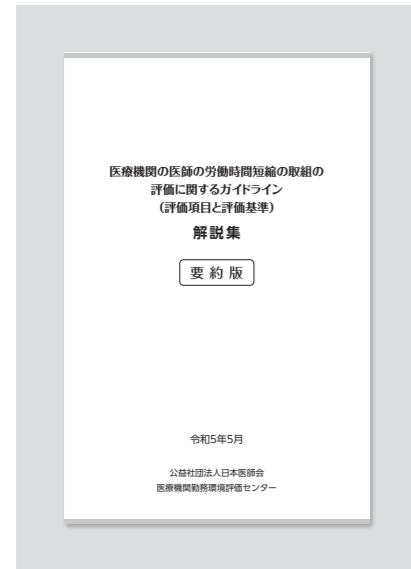 医療機関の医師の労働時間短縮の取組の
評価に関するガイドライン
（評価項目と評価基準）
解説集
要約版
令和5年5月
公益社団法人日本医師会
医療機関勤務環境評価センター